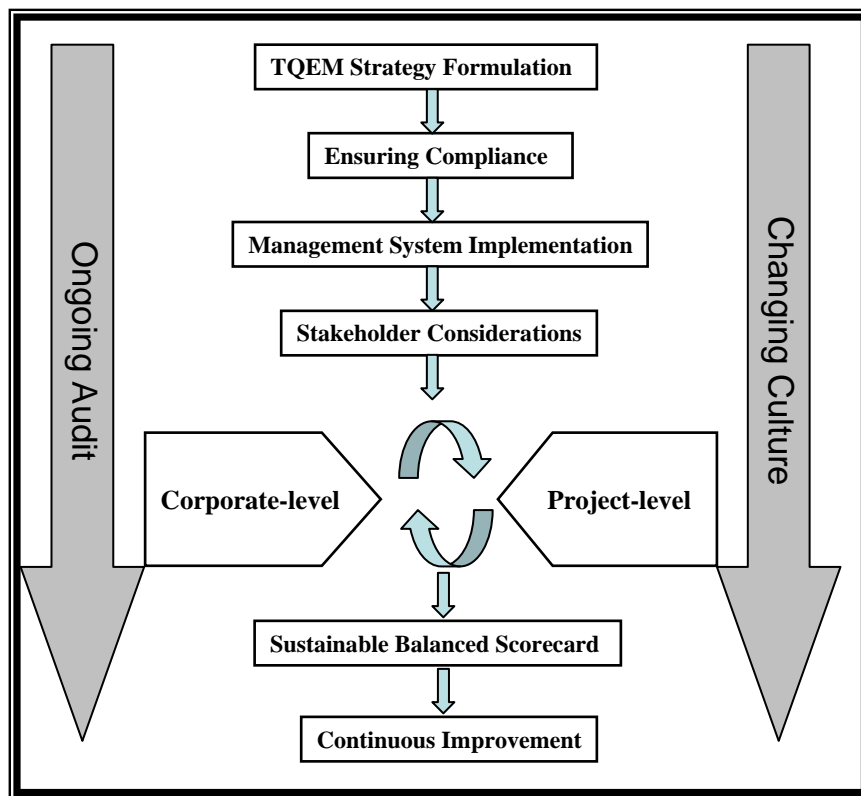 TQEM Strategy Formulation
Ensuring Compliance
Management System Implementation
Stakeholder Considerations
Ongoing Audit
Changing Culture
Corporate-level
Project-level
Sustainable Balanced Scorecard
Continuous Improvement